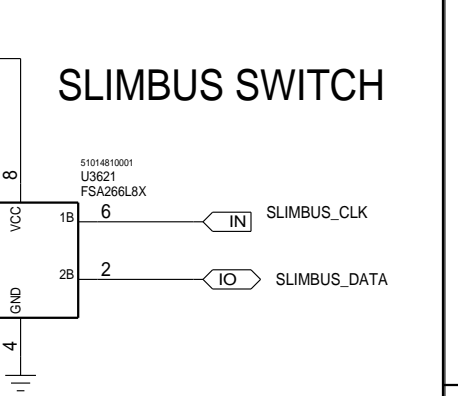 SLIMBUS SWITCH
51014810001
U3621
FSA266L8X
8
VCC
1B
6
IN
SLIMBUS_CLK
2B
2
IO
SLIMBUS_DATA
GND
4